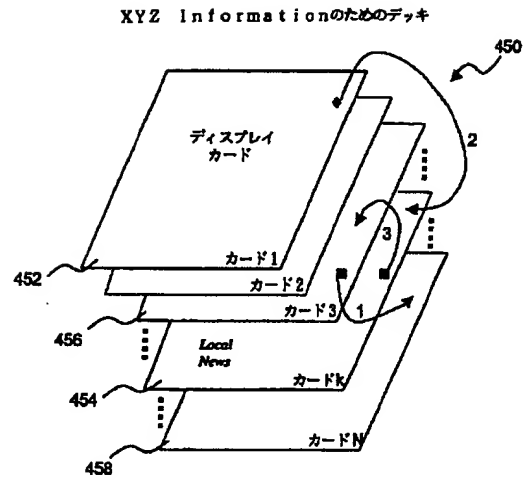 XYZ Informationのためのデッキ
450
ディスプレイ
カード
2
カード1
452
カード2
3
カード3
1
456
Local
News
カードk
454
カードN
458